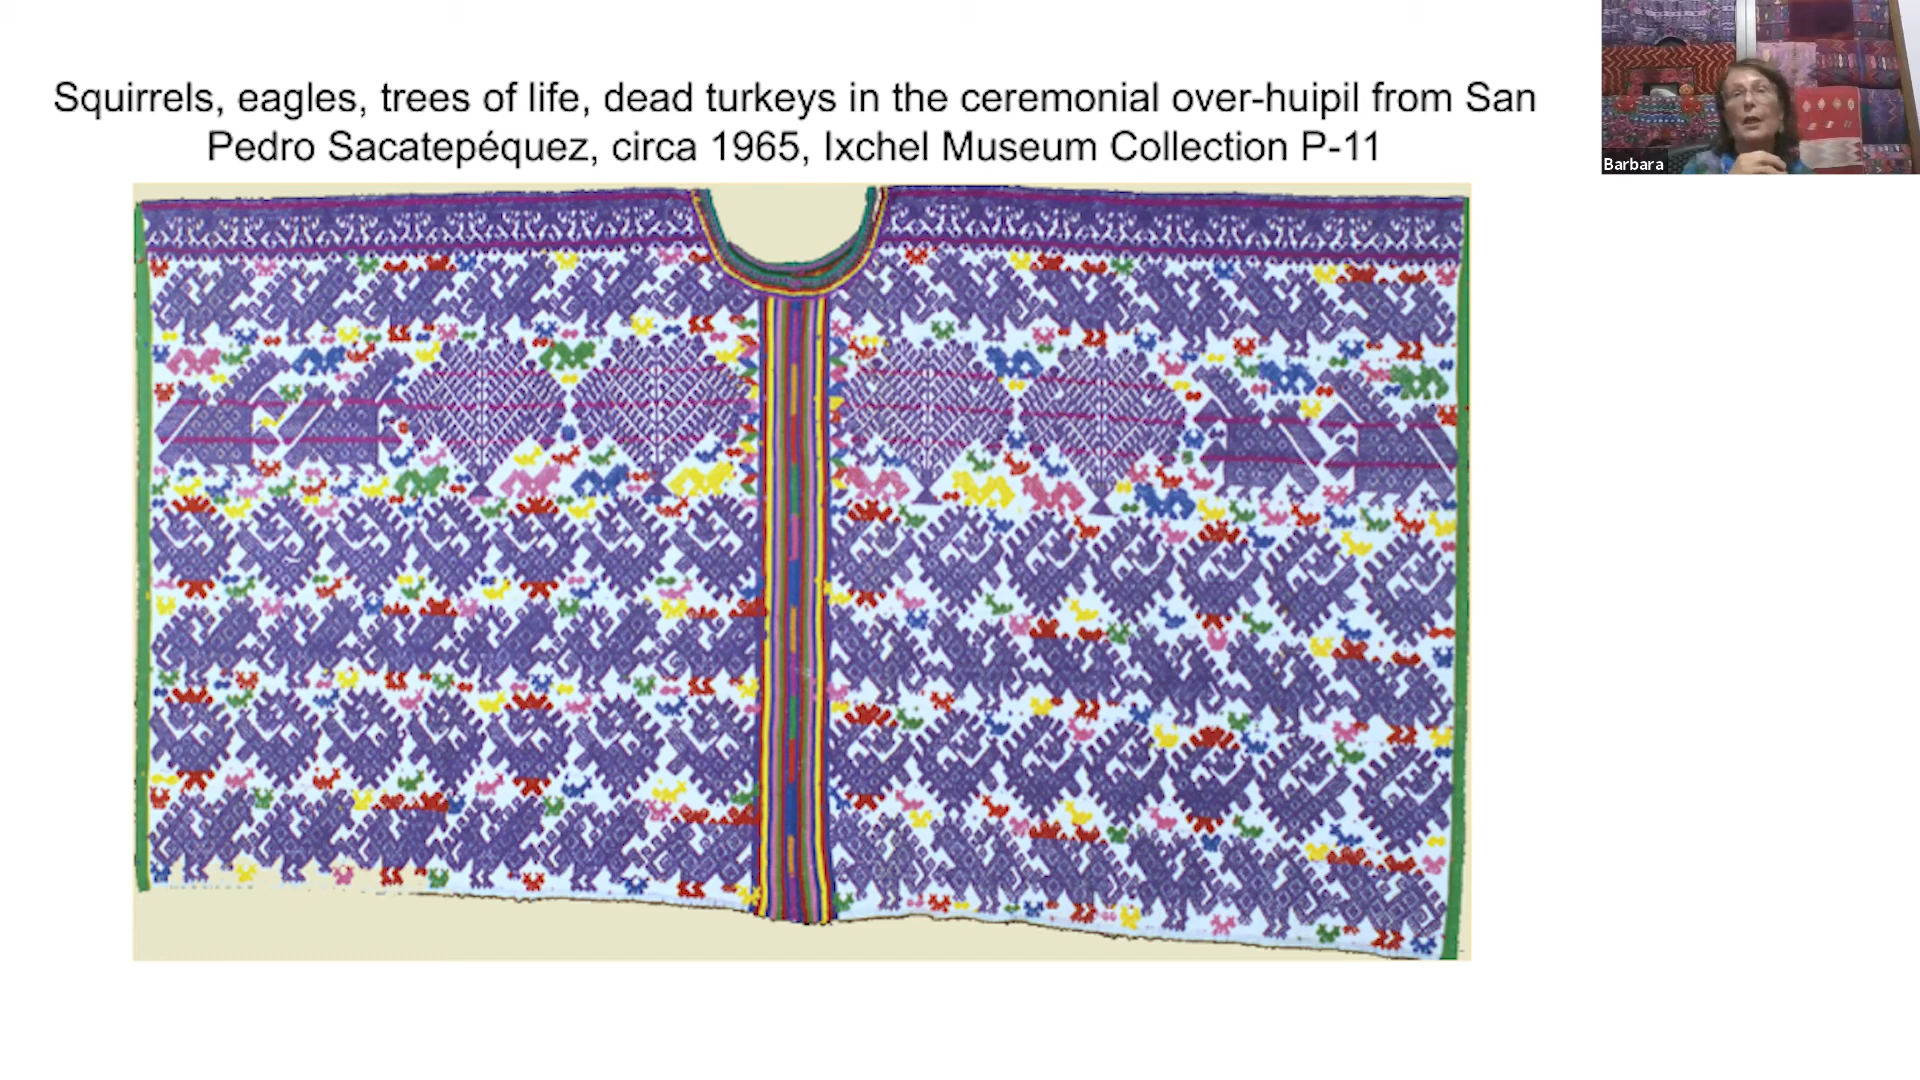 Squirrels, eagles, trees of life, dead turkeys in the ceremonial over-huipil from San
Pedro Sacatepéquez, circa 1965, Ixchel Museum Collection P-11
Barbara